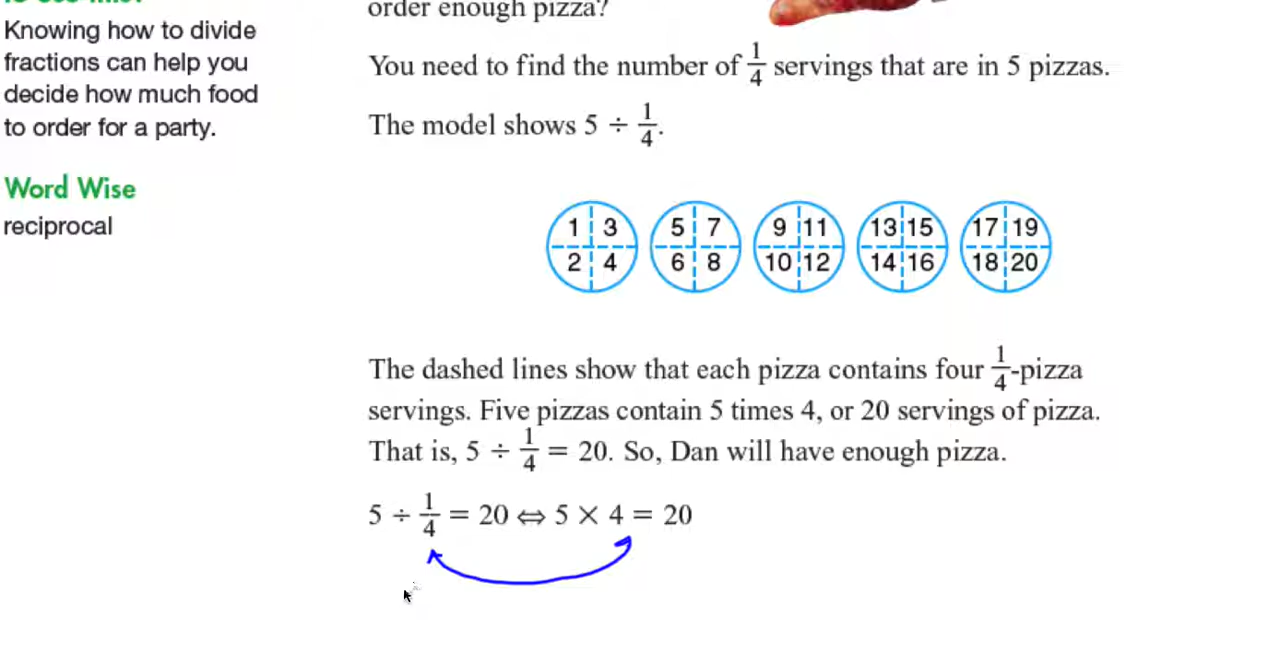 order enough pizza?
Knowing how to divide
fractions can help you
decide how much food
to order for a party.
Word Wise
reciprocal
You need to find the number of 1/4 servings that are in 5 pizzas.
The model shows 5 ÷ 1/4.
1 3 5 7 9 11 13 15 17 19
2 4 6 8 10 12 14 16 18 20
The dashed lines show that each pizza contains four 1/4-pizza
servings. Five pizzas contain 5 times 4, or 20 servings of pizza.
That is, 5 ÷ 1/4 = 20. So, Dan will have enough pizza.
5 ÷ 1/4 = 20 ⇔ 5 × 4 = 20